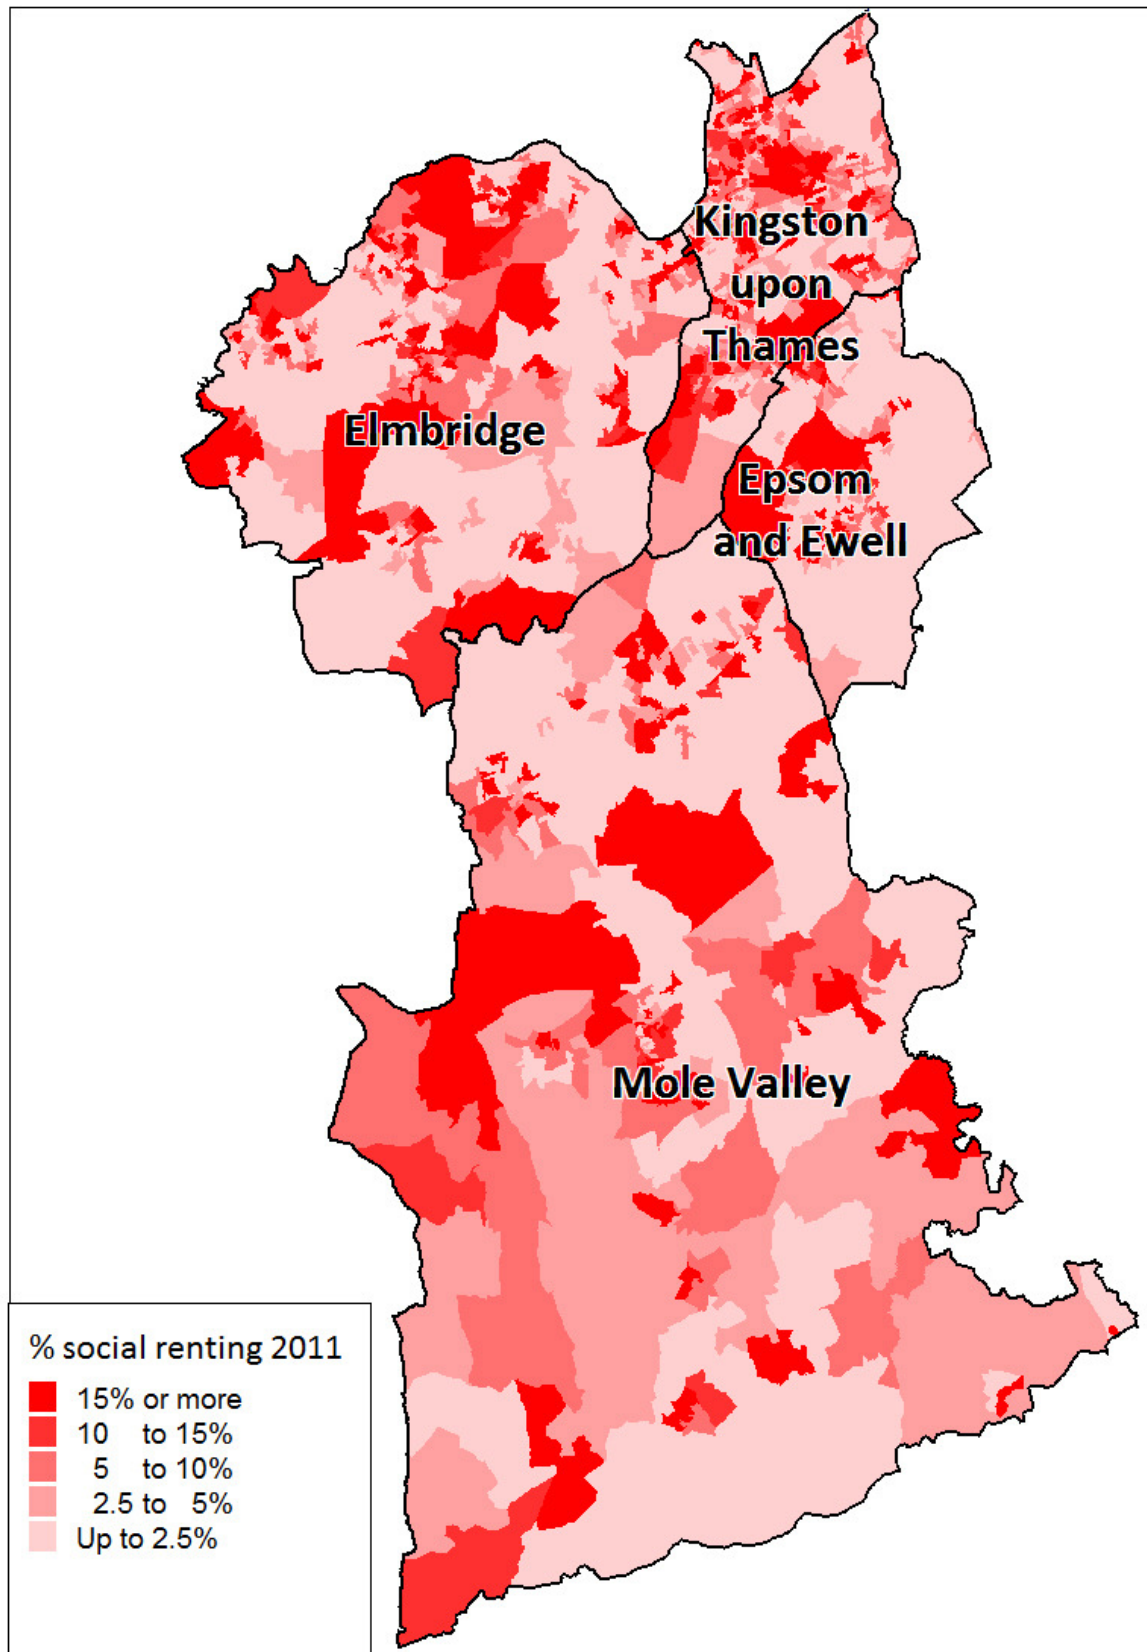 Kingston
upon
Thames
Elmbridge
Epsom
and Ewell
Mole Valley
% social renting 2011
15% or more
10 to 15%
5 to 10%
2.5 to 5%
Up to 2.5%